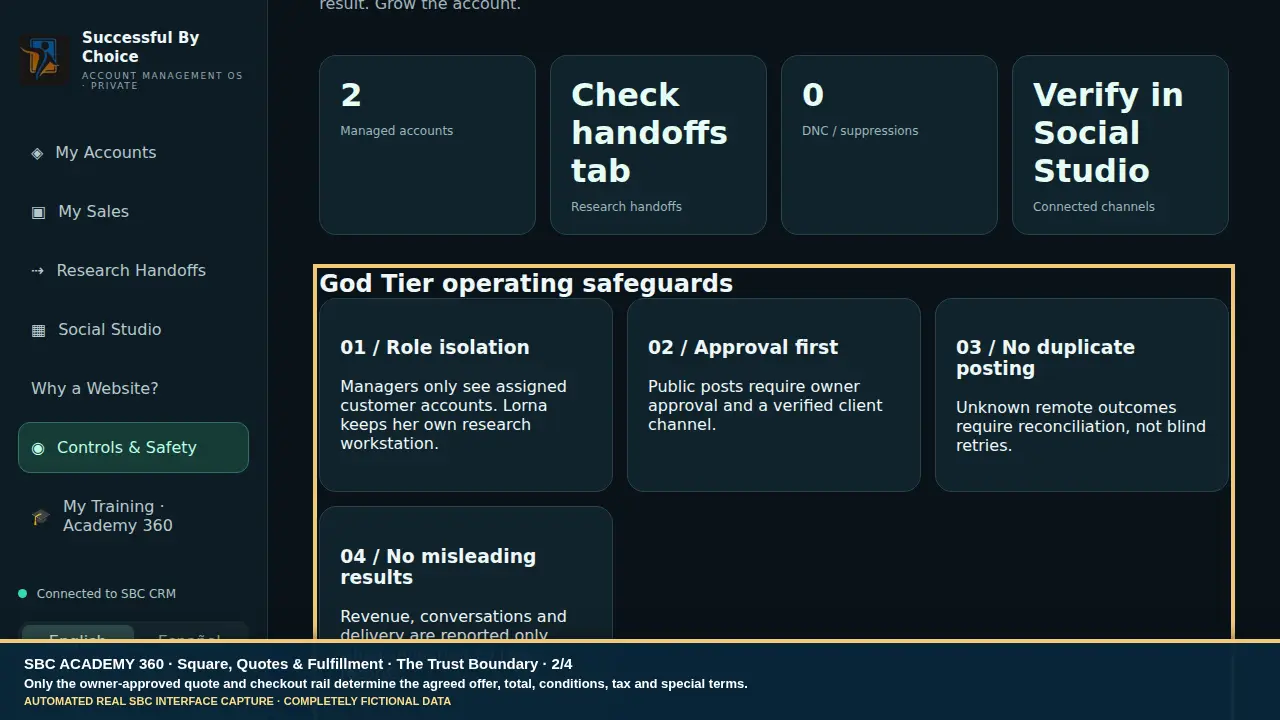 result. Grow the account.
Successful By
Choice
ACCOUNT MANAGEMENT OS
· PRIVATE
◈ My Accounts
▣ My Sales
⇢ Research Handoffs
▦ Social Studio
Why a Website?
◉ Controls & Safety
My Training ·
Academy 360
Connected to SBC CRM
English Español
2
Managed accounts
Check
handoffs
tab
Research handoffs
0
DNC / suppressions
Verify in
Social
Studio
Connected channels
God Tier operating safeguards
01 / Role isolation
Managers only see assigned
customer accounts. Lorna
keeps her own research
workstation.
02 / Approval first
Public posts require owner
approval and a verified client
channel.
03 / No duplicate
posting
Unknown remote outcomes
require reconciliation, not blind
retries.
04 / No misleading
results
Revenue, conversations and
delivery are reported only
SBC ACADEMY 360 · Square, Quotes & Fulfillment · The Trust Boundary · 2/4
Only the owner-approved quote and checkout rail determine the agreed offer, total, conditions, tax and special terms.
AUTOMATED REAL SBC INTERFACE CAPTURE · COMPLETELY FICTIONAL DATA